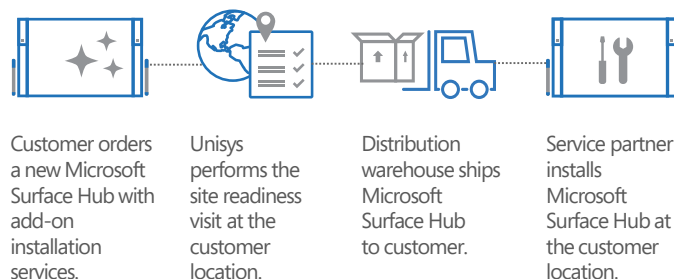 Customer orders
a new Microsoft
Surface Hub with
add-on
installation
services.
Unisys
performs the
site readiness
visit at the
customer
location.
Distribution
warehouse ships
Microsoft
Surface Hub
to customer.
Service partner
installs
Microsoft
Surface Hub at
the customer
location.